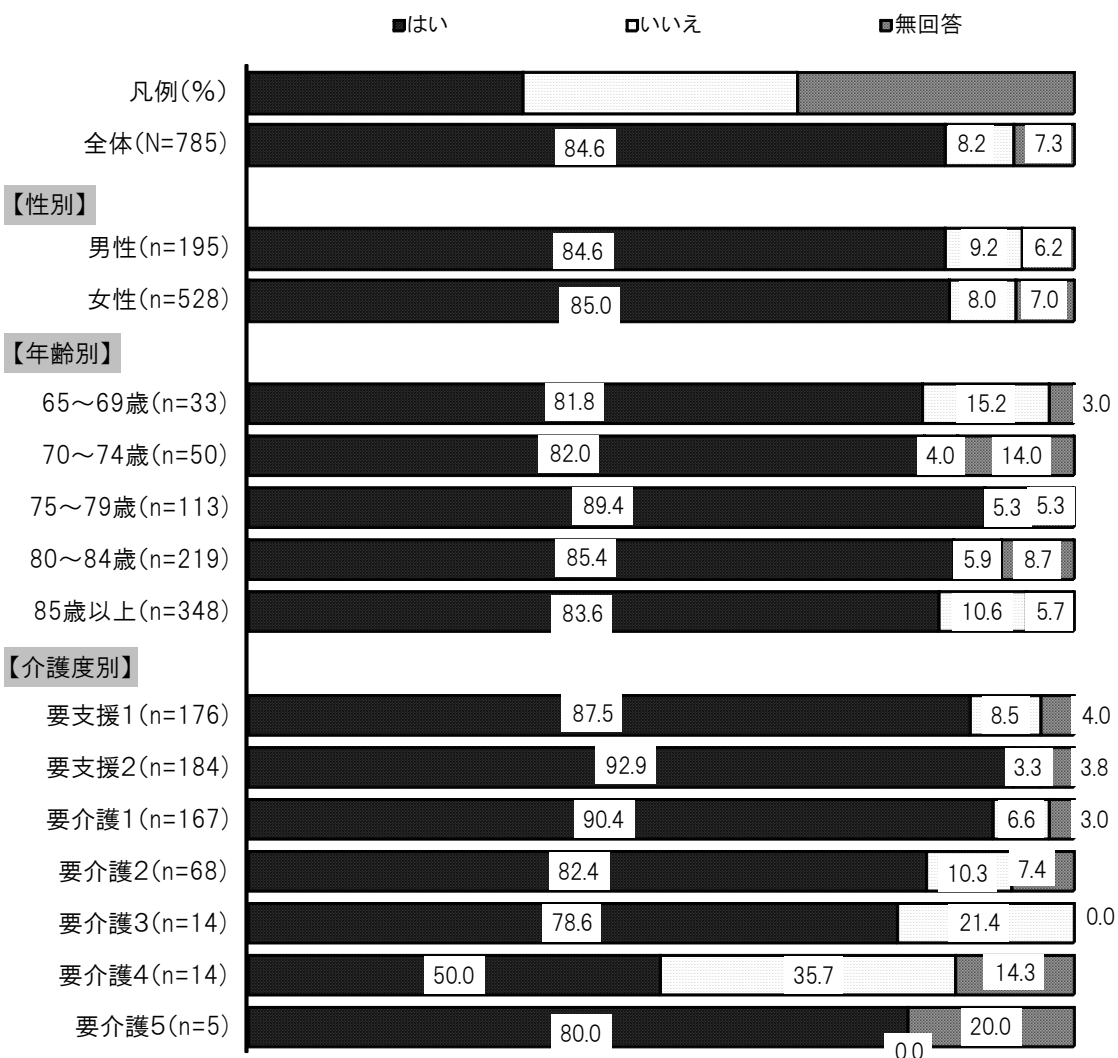 はい いいえ 無回答
凡例(%)
全体(N=785) 84.6 8.2 7.3
【性別】
男性(n=195) 84.6 9.2 6.2
女性(n=528) 85.0 8.0 7.0
【年齢別】
65～69歳(n=33) 81.8 15.2 3.0
70～74歳(n=50) 82.0 4.0 14.0
75～79歳(n=113) 89.4 5.3 5.3
80～84歳(n=219) 85.4 5.9 8.7
85歳以上(n=348) 83.6 10.6 5.7
【介護度別】
要支援1(n=176) 87.5 8.5 4.0
要支援2(n=184) 92.9 3.3 3.8
要介護1(n=167) 90.4 6.6 3.0
要介護2(n=68) 82.4 10.3 7.4
要介護3(n=14) 78.6 21.4 0.0
要介護4(n=14) 50.0 35.7 14.3
要介護5(n=5) 80.0 0.0 20.0